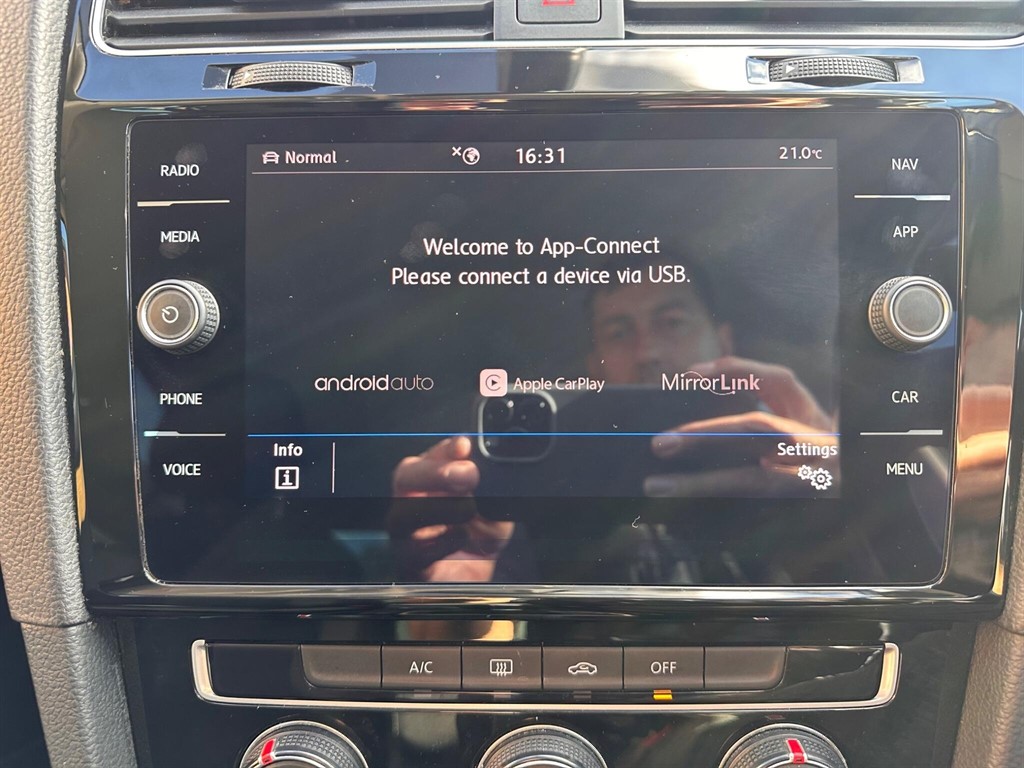 RADIO
MEDIA
PHONE
VOICE
Normal 16:31 21.0°C
Welcome to App-Connect
Please connect a device via USB.
androidauto Apple CarPlay MirrorLink
Info Settings
NAV
APP
CAR
MENU
A/C OFF